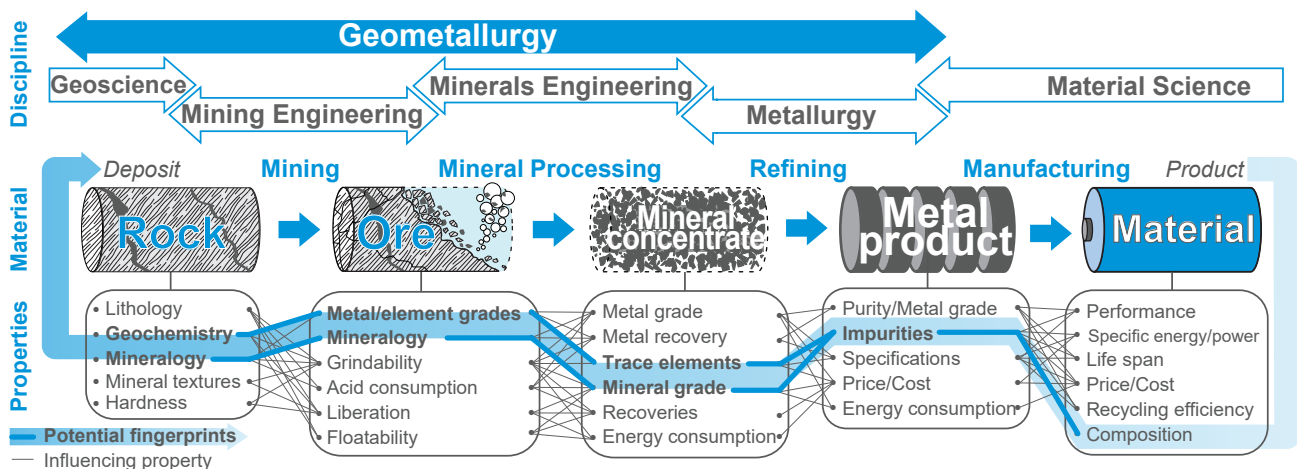 Discipline
Geometallurgy
Geoscience
Mining Engineering
Minerals Engineering
Metallurgy
Material Science
Material
Deposit
Mining
Mineral Processing
Refining
Manufacturing
Product
Rock
Ore
Mineral
concentrate
Metal
product
Material
Properties
Lithology
Geochemistry
Mineralogy
Mineral textures
Hardness
Metal/element grades
Mineralogy
Grindability
Acid consumption
Liberation
Floatability
Metal grade
Metal recovery
Trace elements
Mineral grade
Recoveries
Energy consumption
Purity/Metal grade
Impurities
Specifications
Price/Cost
Energy consumption
Performance
Specific energy/power
Life span
Price/Cost
Recycling efficiency
Composition
Potential fingerprints
Influencing property